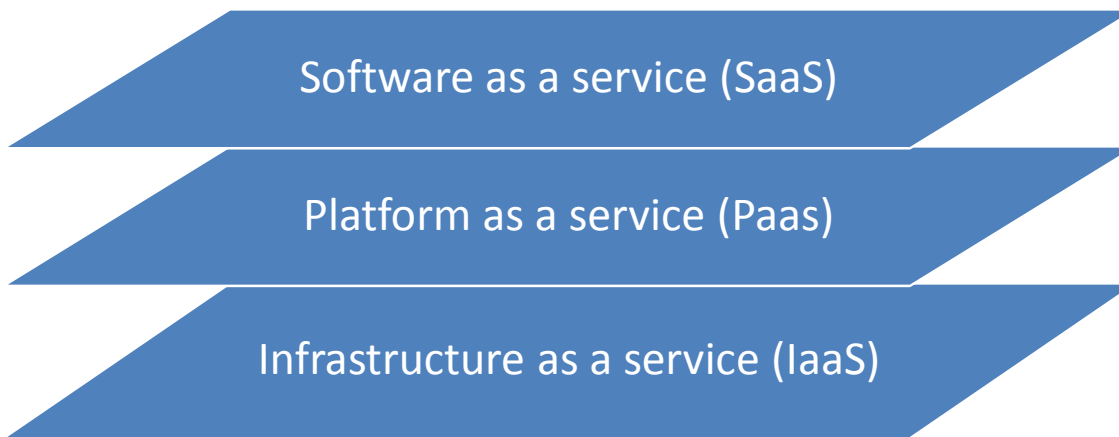 Software as a service (SaaS)
Platform as a service (Paas)
Infrastructure as a service (IaaS)